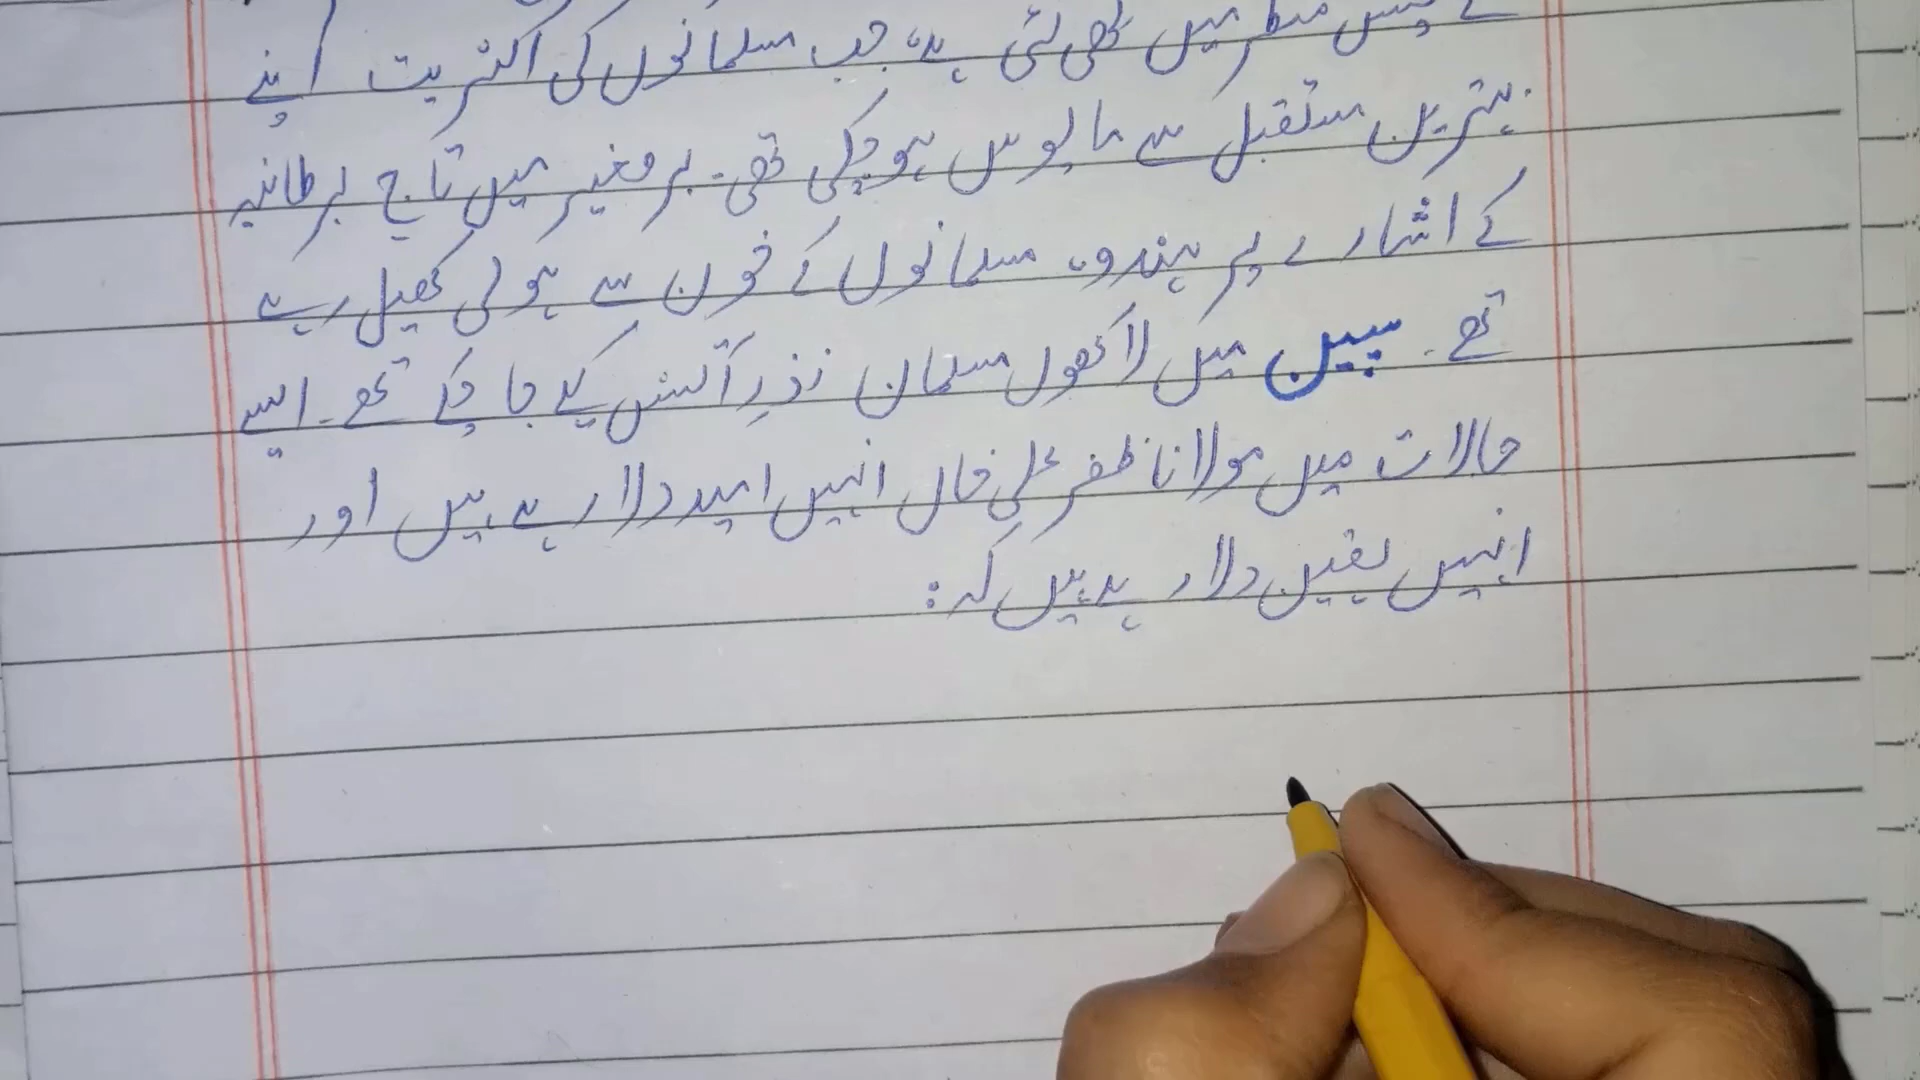 کے پس منظر میں لکھی گئی ہے، جب مسلمانوں کی اکثریت اپنے
بہترین مستقبل سے مایوس ہوچکی تھی۔ برصغیر میں تاج برطانیہ
کے اشارے پر ہندو، مسلمانوں کے خون سے ہولی کھیل رہے
تھے۔ سپین میں لاکھوں مسلمان نذرِ آتش کیے جا چکے تھے۔ ایسے
حالات میں مولانا ظفر علی خاں انہیں امید دلا رہے ہیں اور
انہیں یقین دلا رہے ہیں کہ: